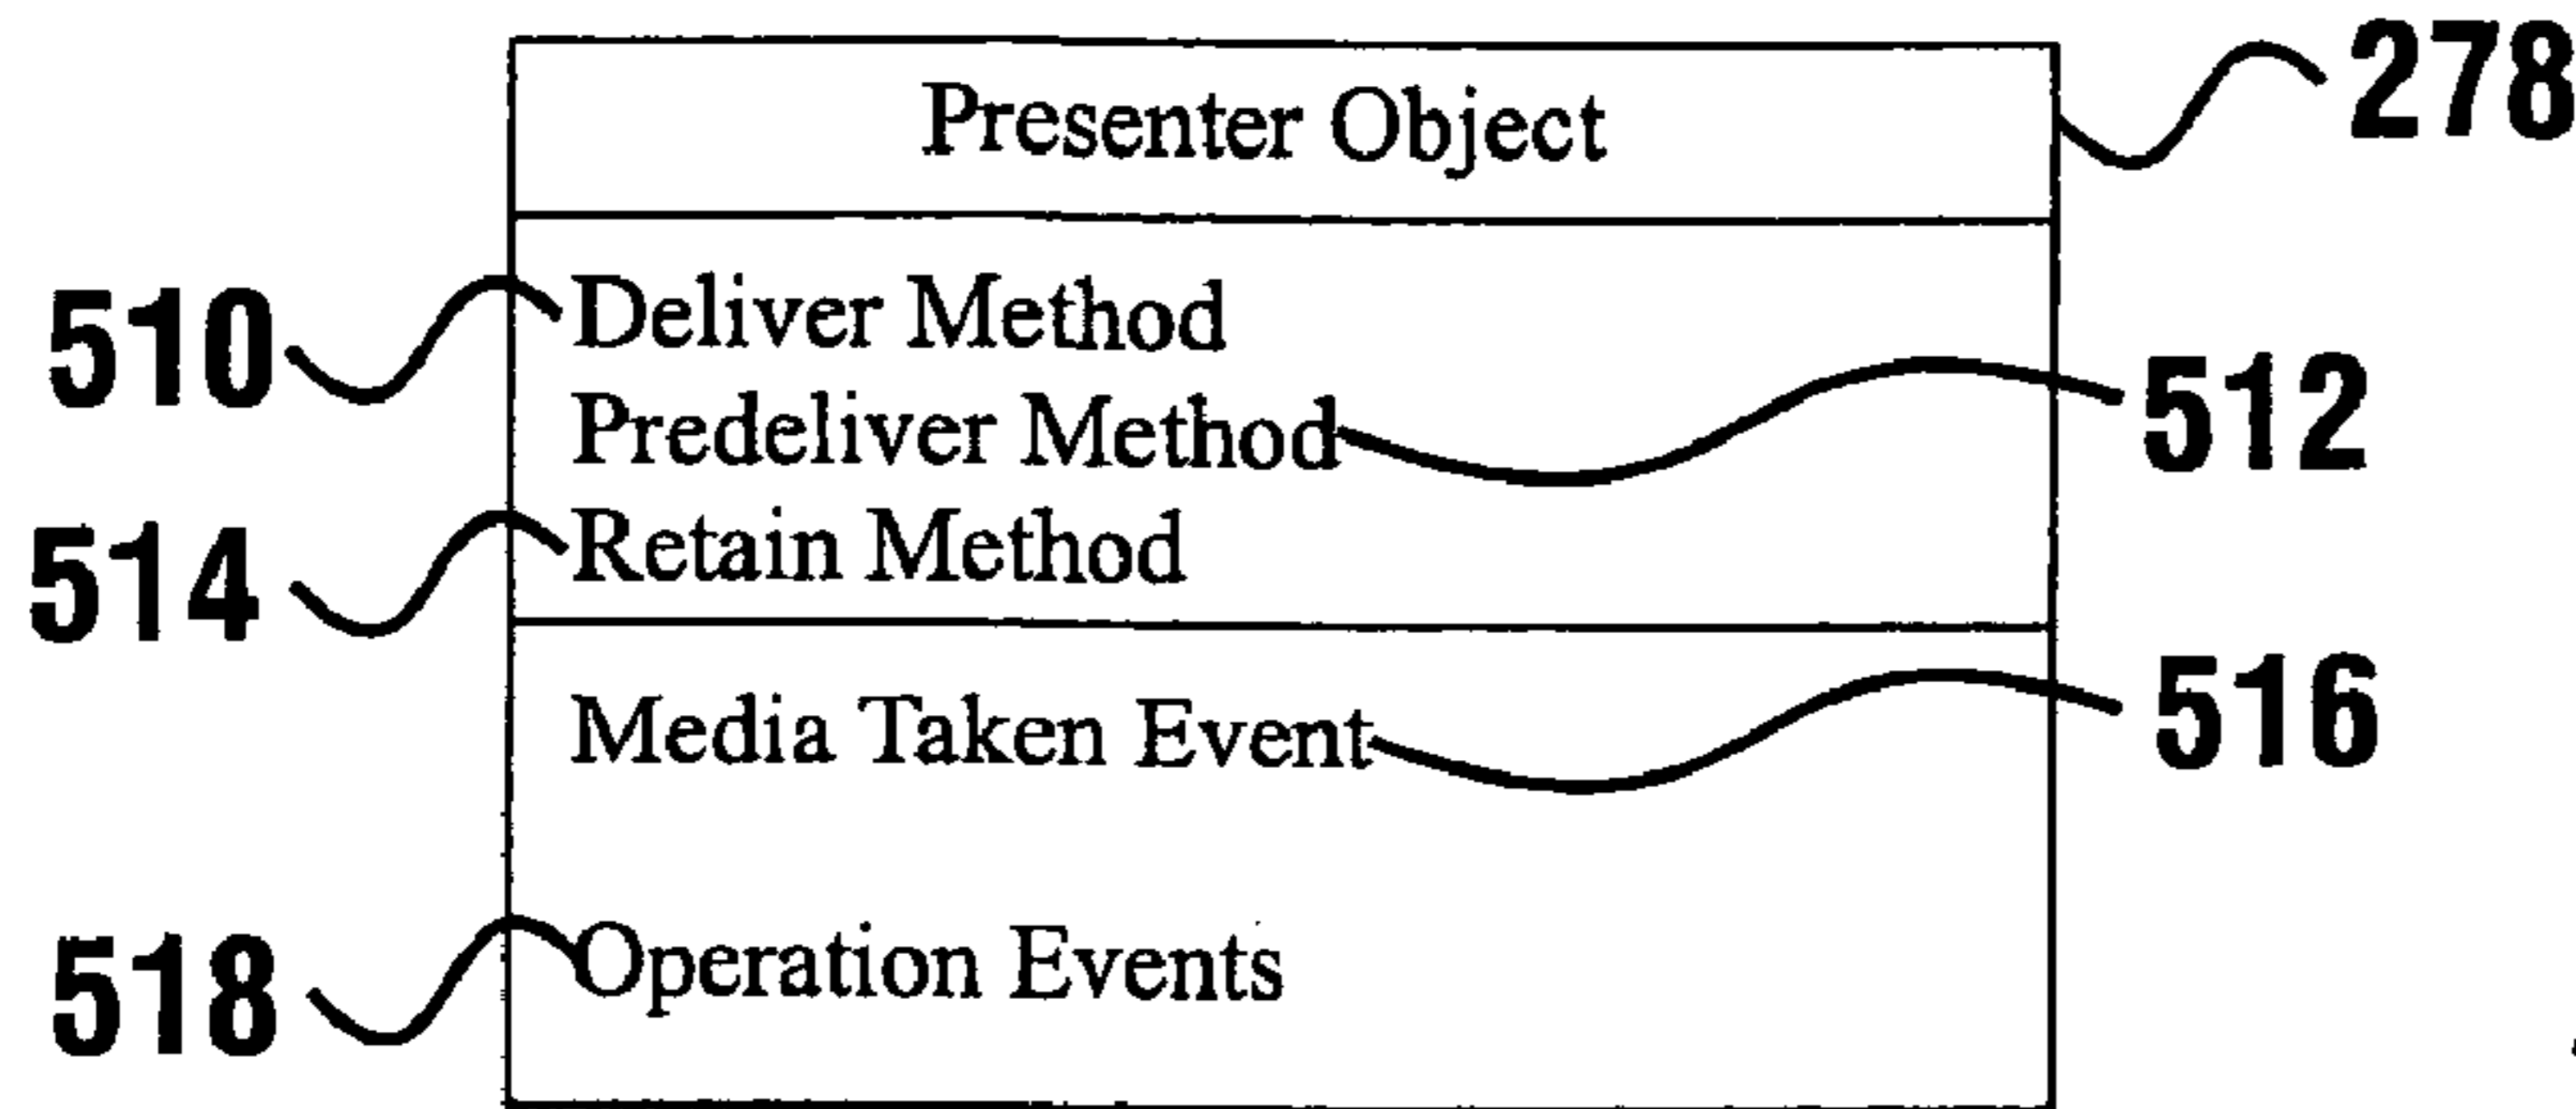 Presenter Object
278
510
Deliver Method
Predeliver Method
512
514
Retain Method
Media Taken Event
516
518
Operation Events